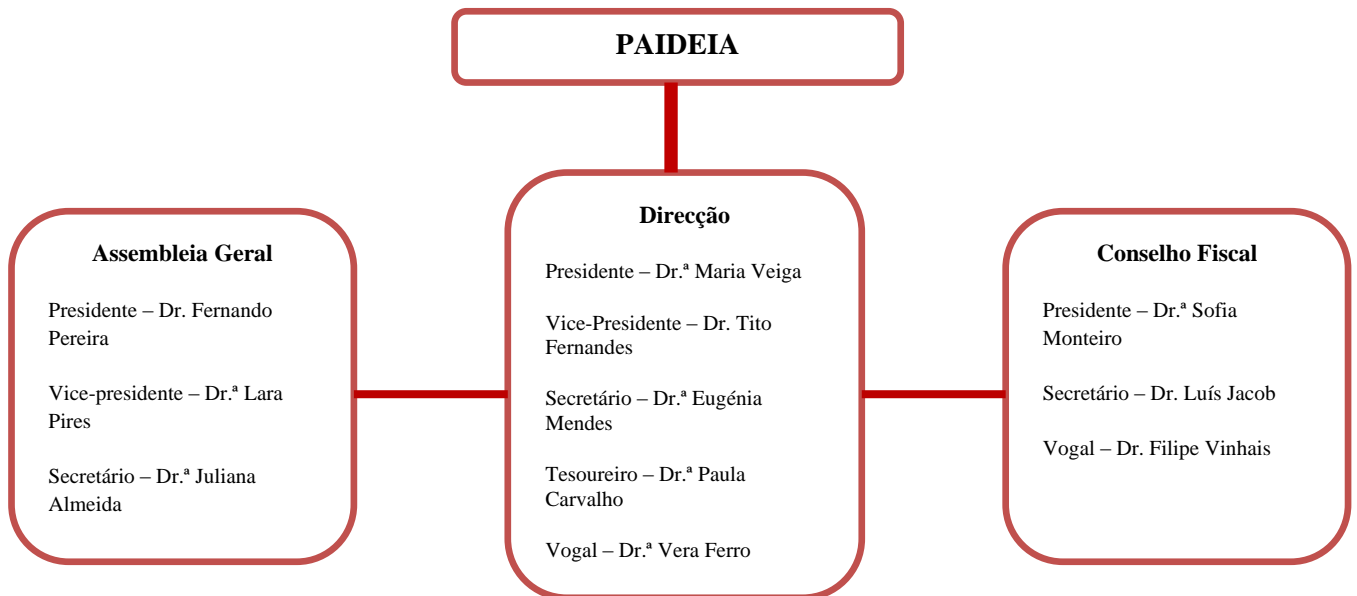 PAIDEIA
Assembleia Geral
Presidente – Dr. Fernando
Pereira
Vice-presidente – Dr.ª Lara
Pires
Secretário – Dr.ª Juliana
Almeida
Direcção
Presidente – Dr.ª Maria Veiga
Vice-Presidente – Dr. Tito
Fernandes
Secretário – Dr.ª Eugénia
Mendes
Tesoureiro – Dr.ª Paula
Carvalho
Vogal – Dr.ª Vera Ferro
Conselho Fiscal
Presidente – Dr.ª Sofia
Monteiro
Secretário – Dr. Luís Jacob
Vogal – Dr. Filipe Vinhais